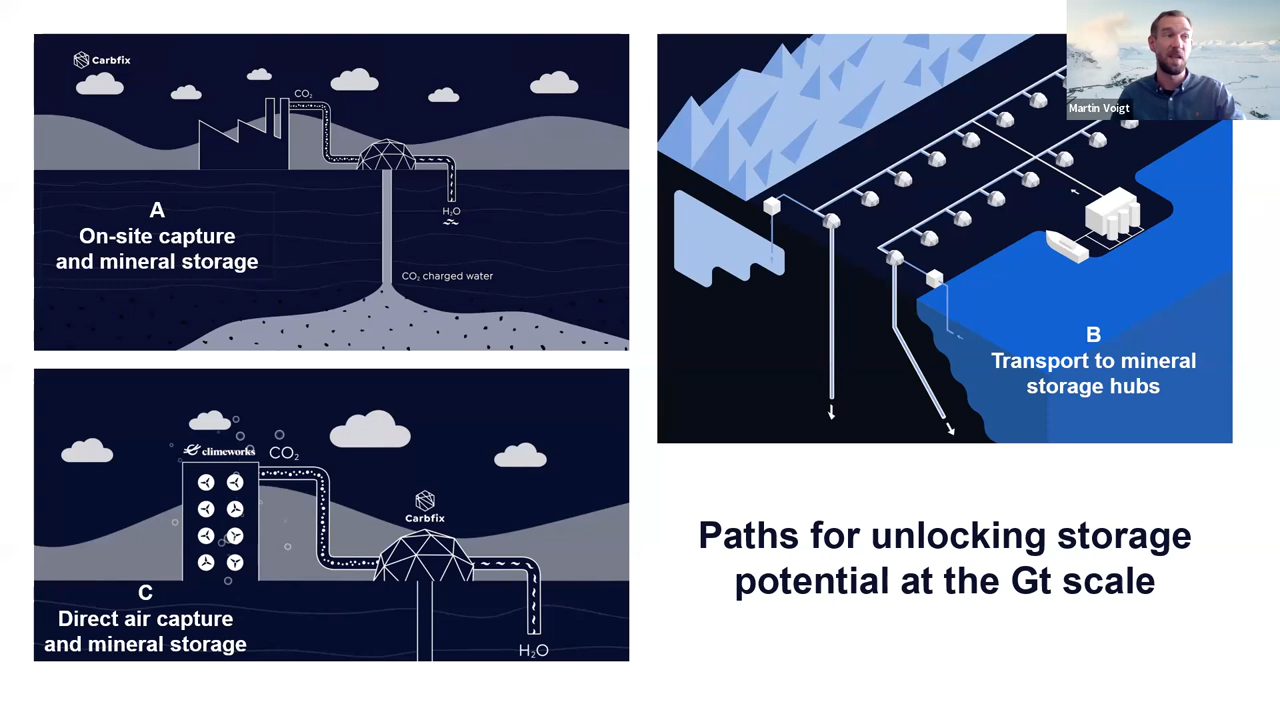 Carbfix
CO₂
H₂O
CO₂ charged water
A
On-site capture
and mineral storage
Martin Voigt
B
Transport to mineral
storage hubs
climeworks
CO₂
Carbfix
H₂O
C
Direct air capture
and mineral storage
Paths for unlocking storage
potential at the Gt scale